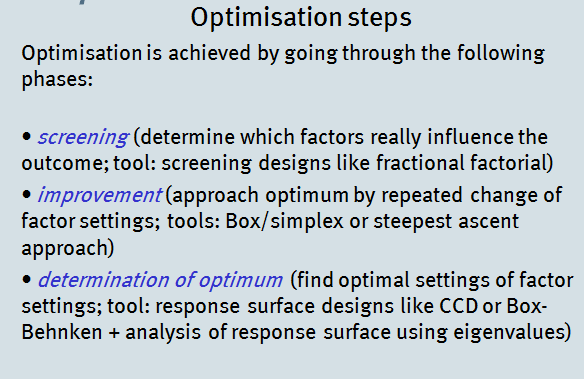 Optimisation steps
Optimisation is achieved by going through the following
phases:
• screening (determine which factors really influence the
outcome; tool: screening designs like fractional factorial)
• improvement (approach optimum by repeated change of
factor settings; tools: Box/simplex or steepest ascent
approach)
• determination of optimum (find optimal settings of factor
settings; tool: response surface designs like CCD or Box-
Behnken + analysis of response surface using eigenvalues)